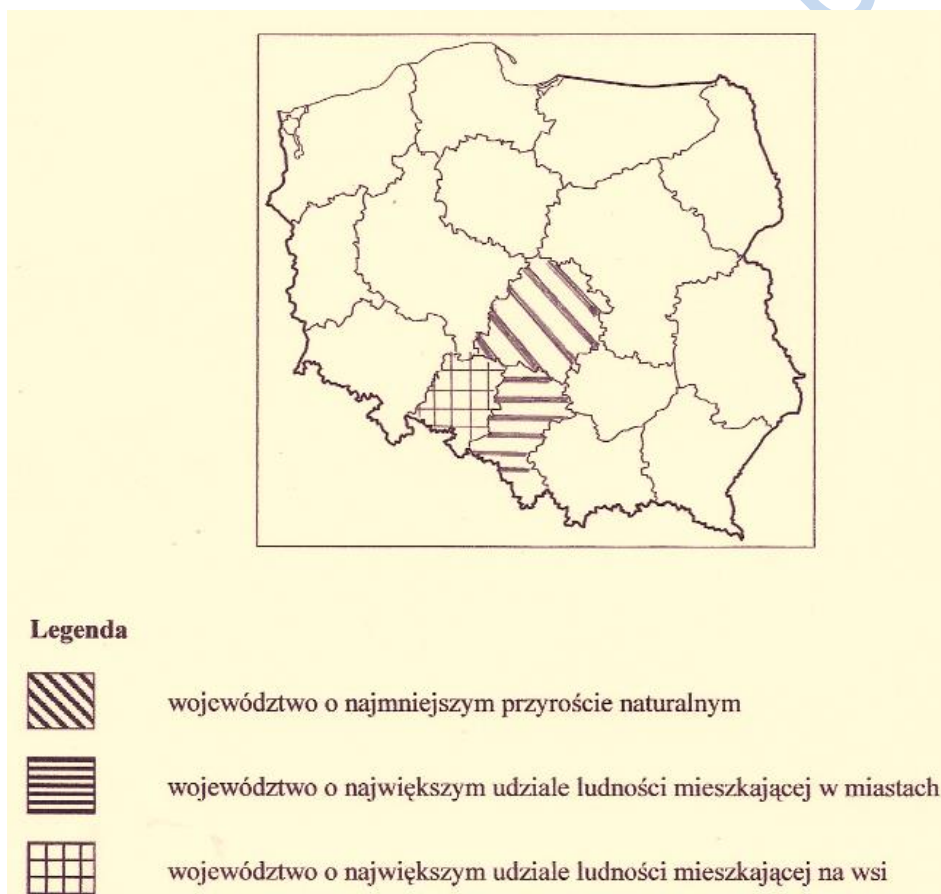 Legenda
województwo o najmniejszym przyroście naturalnym
województwo o największym udziale ludności mieszkającej w miastach
województwo o największym udziale ludności mieszkającej na wsi